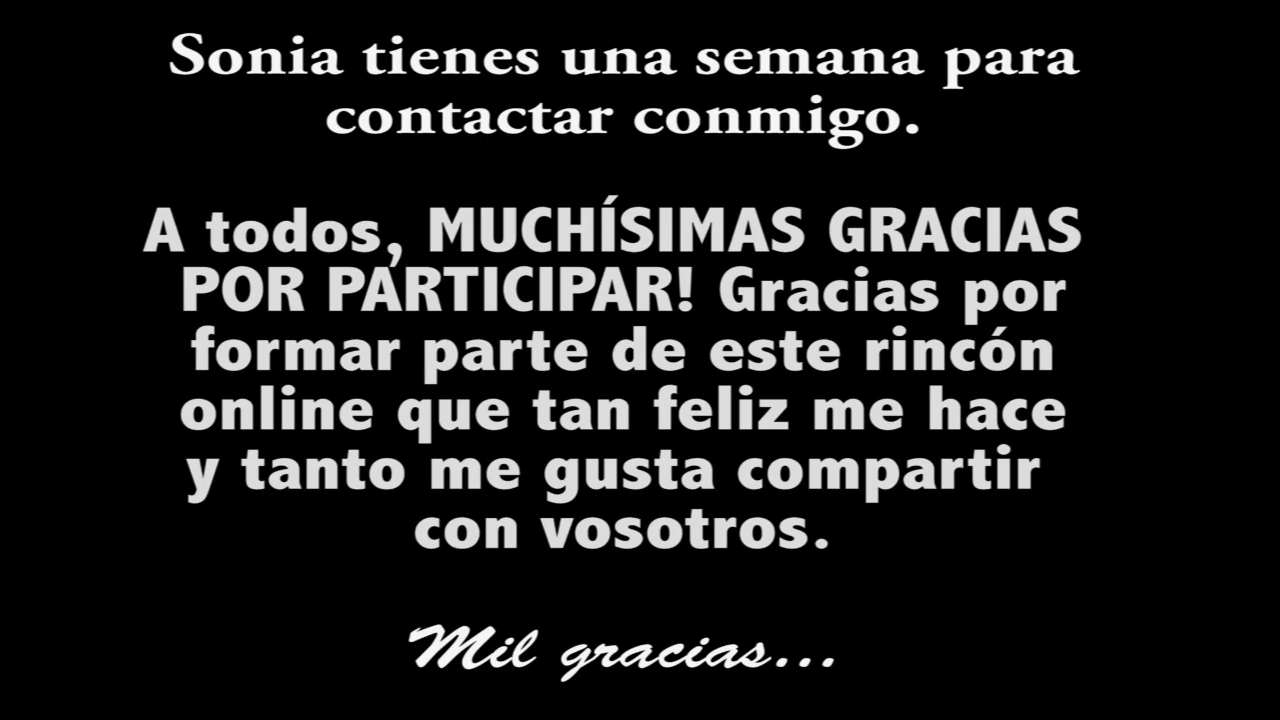 Sonia tienes una semana para
contactar conmigo.
A todos, MUCHÍSIMAS GRACIAS
POR PARTICIPAR! Gracias por
formar parte de este rincón
online que tan feliz me hace
y tanto me gusta compartir
con vosotros.
Mil gracias...